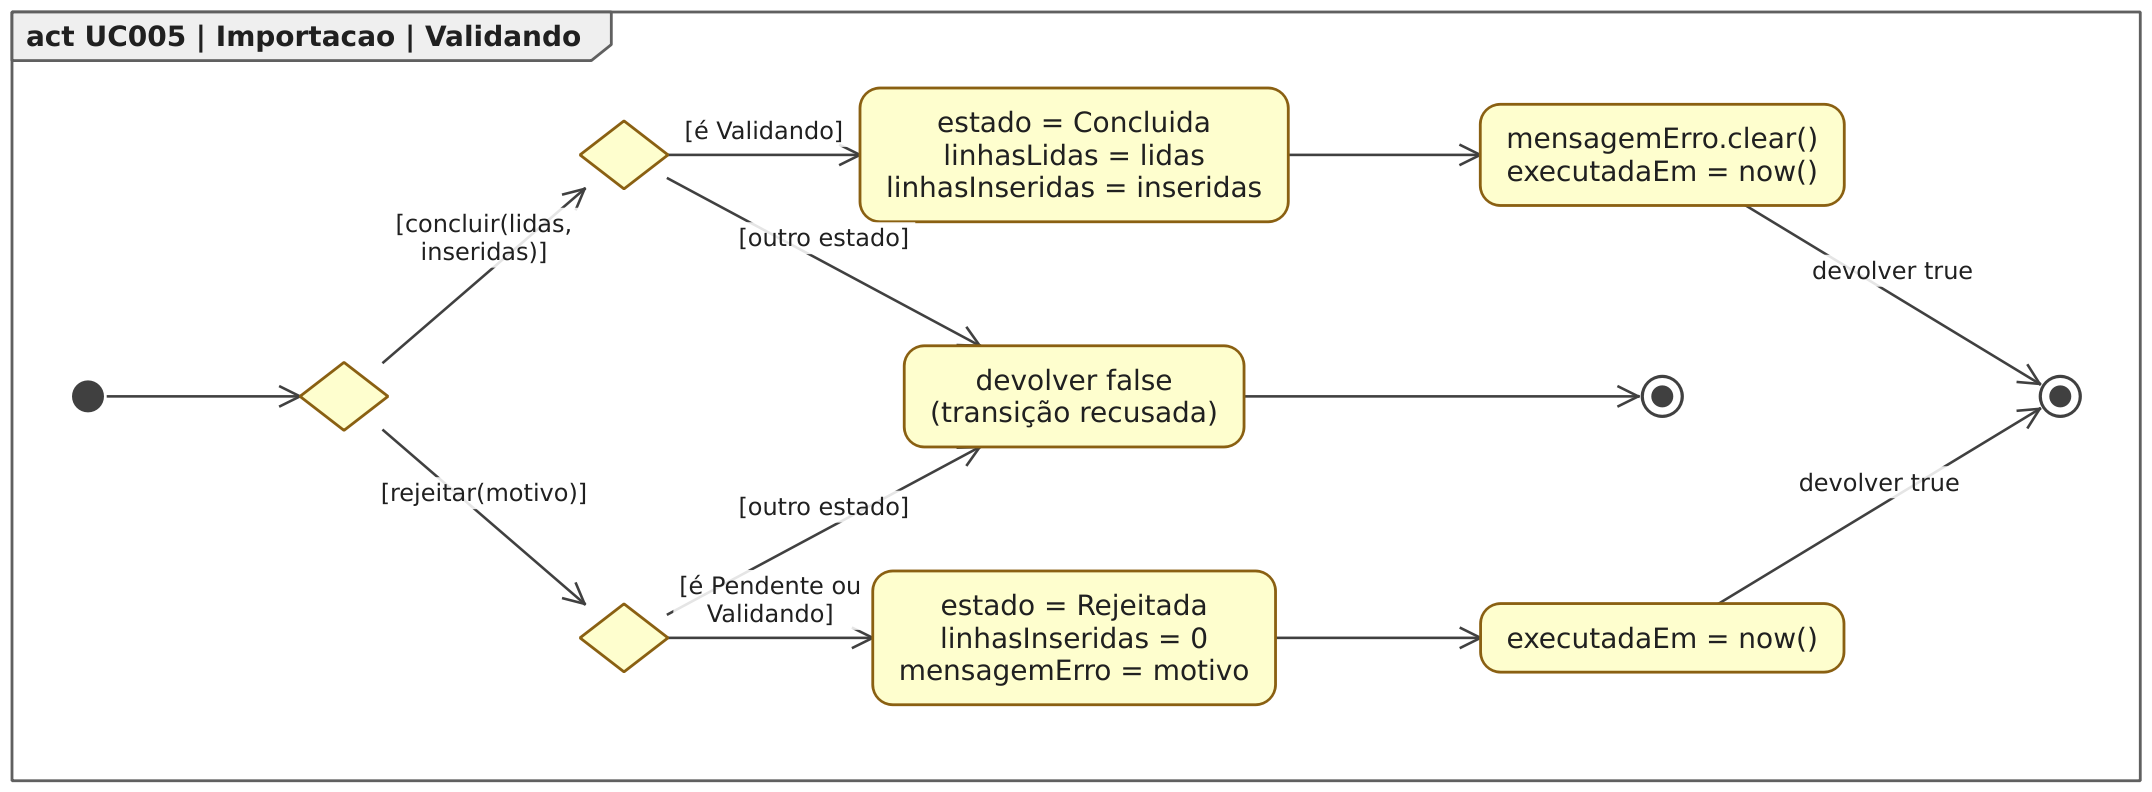 act UC005 | Importacao | Validando
[é Validando]
estado = Concluida
linhasLidas = lidas
linhasInseridas = inseridas
mensagemErro.clear()
executadaEm = now()
[concluir(lidas,
inseridas)]
[outro estado]
devolver true
devolver false
(transição recusada)
[rejeitar(motivo)]
[outro estado]
devolver true
[é Pendente ou
Validando]
estado = Rejeitada
linhasInseridas = 0
mensagemErro = motivo
executadaEm = now()